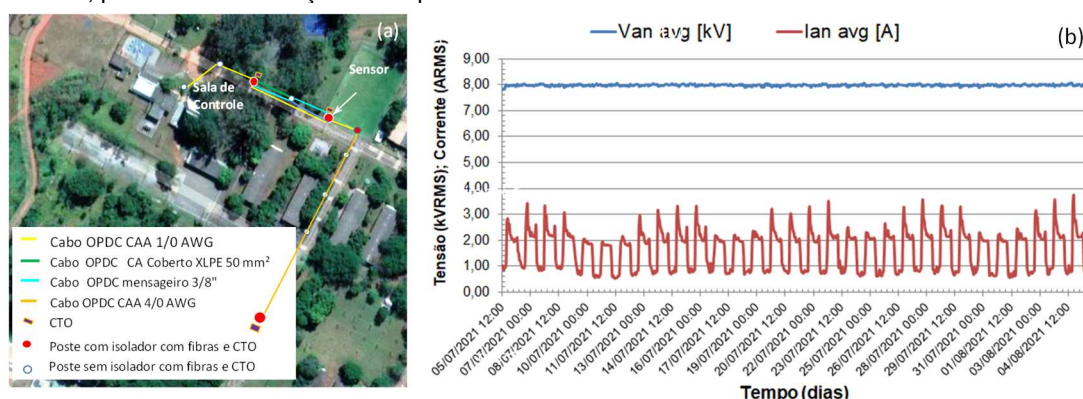 (a)
Sensor
Sala de
Controle
Cabo OPDC CAA 1/0 AWG
Cabo OPDC CA Coberto XLPE 50 mm²
Cabo OPDC mensageiro 3/8"
Cabo OPDC CAA 4/0 AWG
CTO
Poste com isolador com fibras e CTO
Poste sem isolador com fibras e CTO
Van avg [kV]
Ian avg [A]
(b)
Tensão (kVRMS); Corrente (ARMS);
9,00
8,00
7,00
6,00
5,00
4,00
3,00
2,00
1,00
0,00
05/07/2021 12:00
07/07/2021 00:00
08/07/2021 12:00
10/07/2021 00:00
11/07/2021 12:00
13/07/2021 00:00
14/07/2021 12:00
16/07/2021 00:00
17/07/2021 12:00
19/07/2021 00:00
20/07/2021 12:00
22/07/2021 00:00
23/07/2021 12:00
25/07/2021 00:00
26/07/2021 12:00
28/07/2021 00:00
29/07/2021 12:00
31/07/2021 00:00
01/08/2021 12:00
03/08/2021 00:00
04/08/2021 12:00
Tempo (dias)